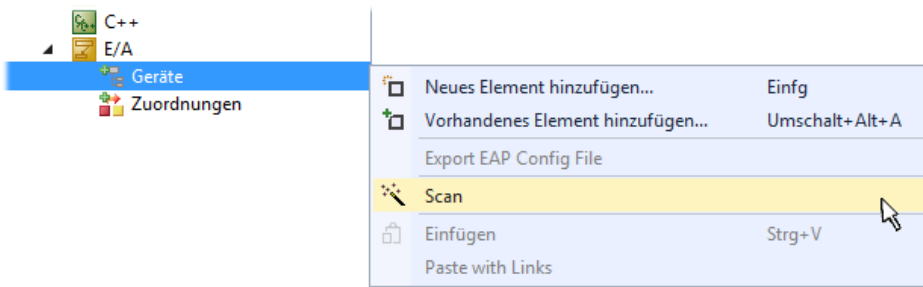 C++
E/A
Geräte
Zuordnungen
Neues Element hinzufügen... Einfg
Vorhandenes Element hinzufügen... Umschalt+Alt+A
Export EAP Config File
Scan
Einfügen Strg+V
Paste with Links